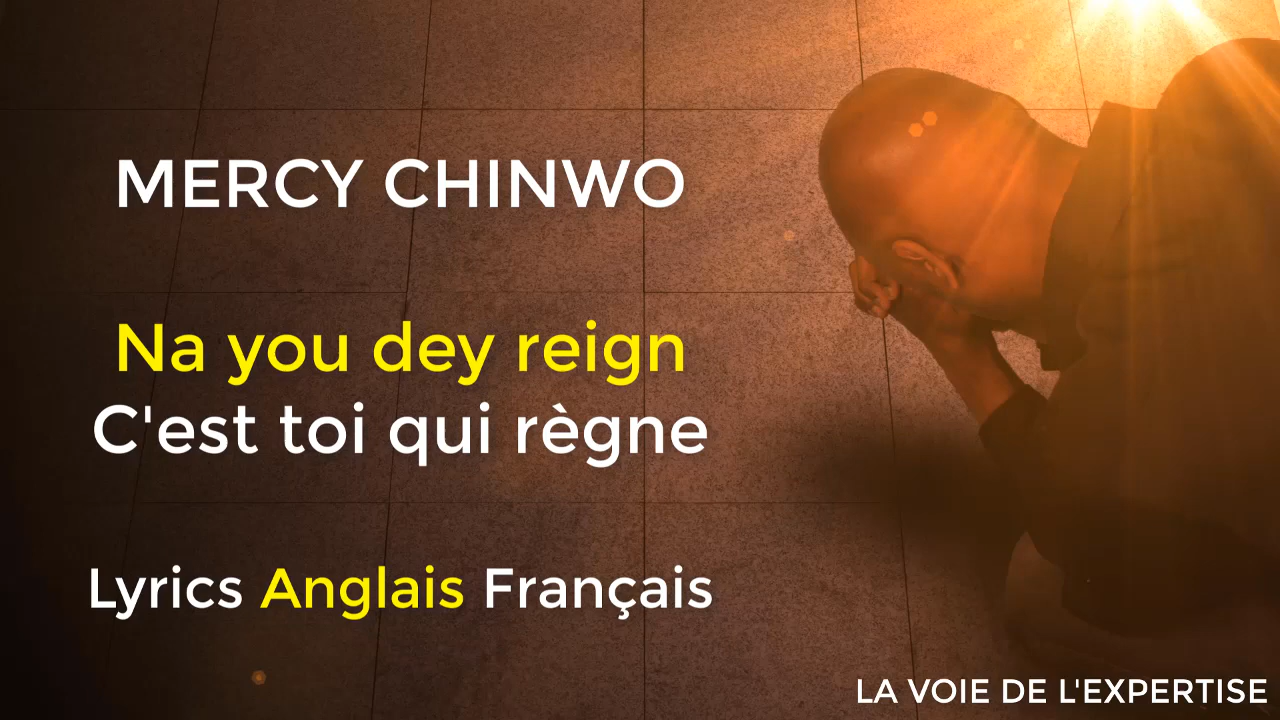 MERCY CHINWO
Na you dey reign
C'est toi qui règne
Lyrics Anglais Français
LA VOIE DE L'EXPERTISE